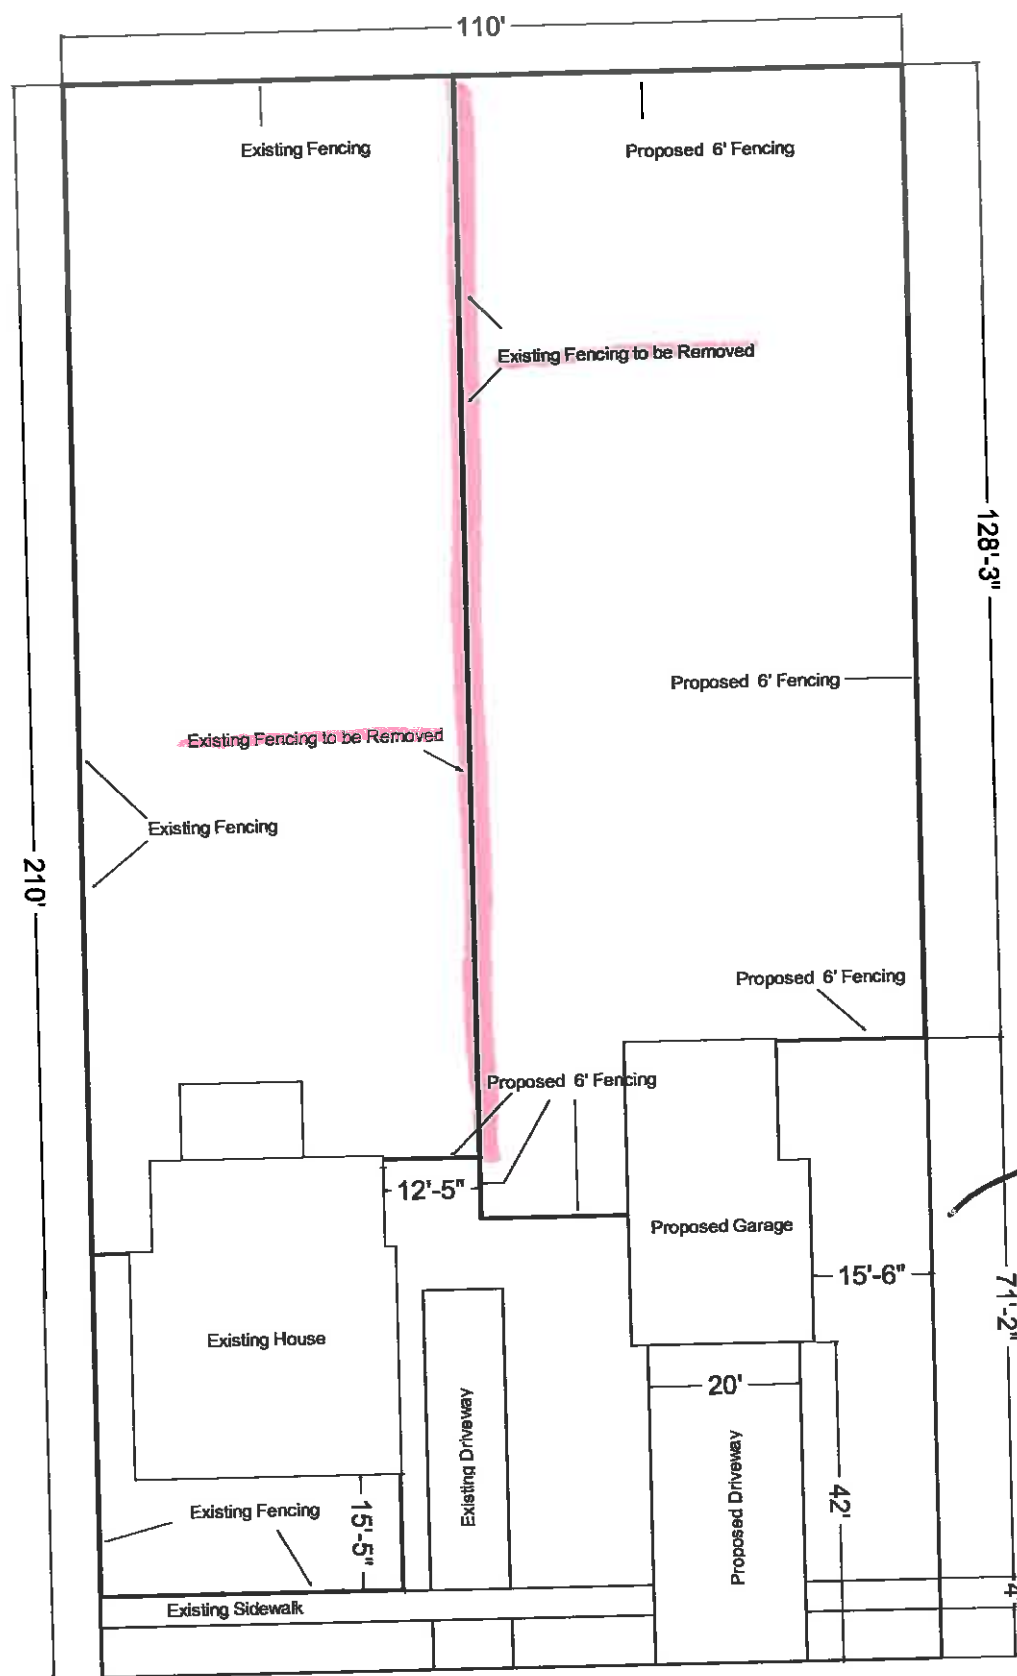 110'
Existing Fencing
Proposed 6' Fencing
Existing Fencing to be Removed
128'-3"
Proposed 6' Fencing
Existing Fencing to be Removed
Existing Fencing
210'
Proposed 6' Fencing
Proposed 6' Fencing
12'-5"
Proposed Garage
15'-6"
71'-2"
Existing House
20'
Existing Driveway
Proposed Driveway
42'
Existing Fencing
15'-5"
Existing Sidewalk